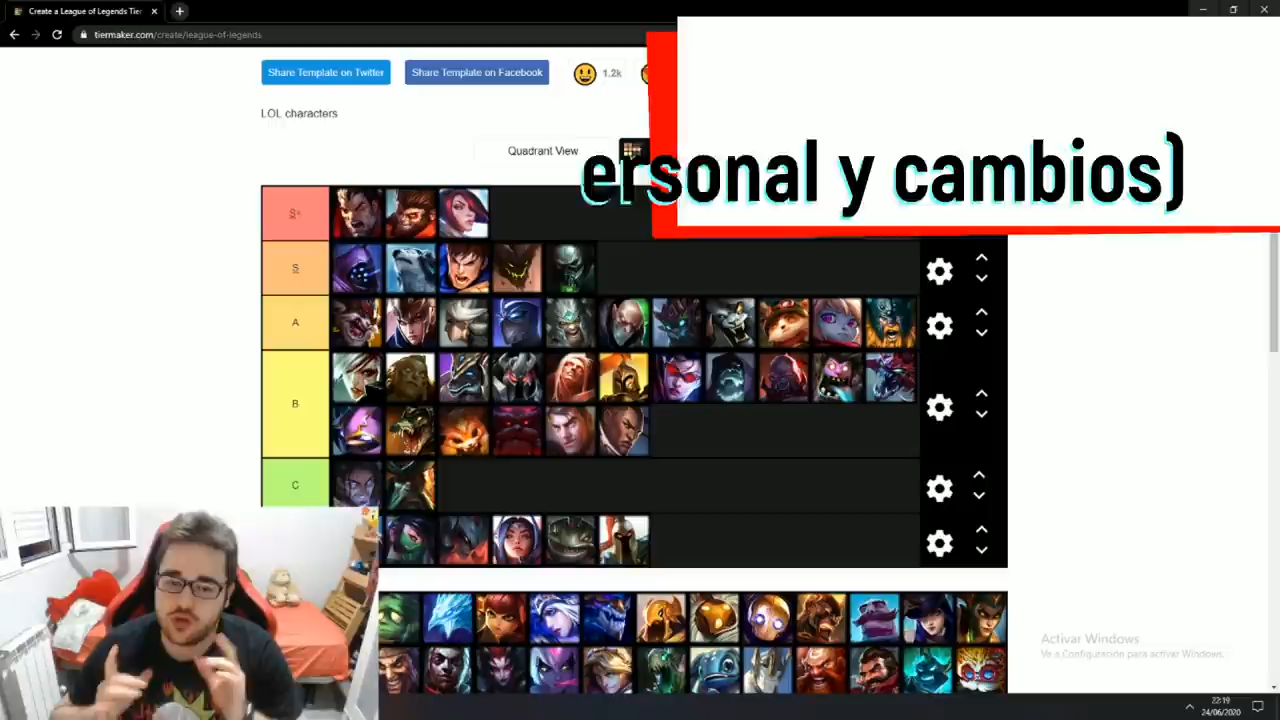 Create a League of Legends Tier
tiermaker.com/create/league-of-legends
Share Template on Twitter
Share Template on Facebook
1.2k
LOL characters
Quadrant View
ersonal y cambios)
S+
S
A
B
C
Activar Windows
Ve a Configuración para activar Windows.
22:19
24/06/2020